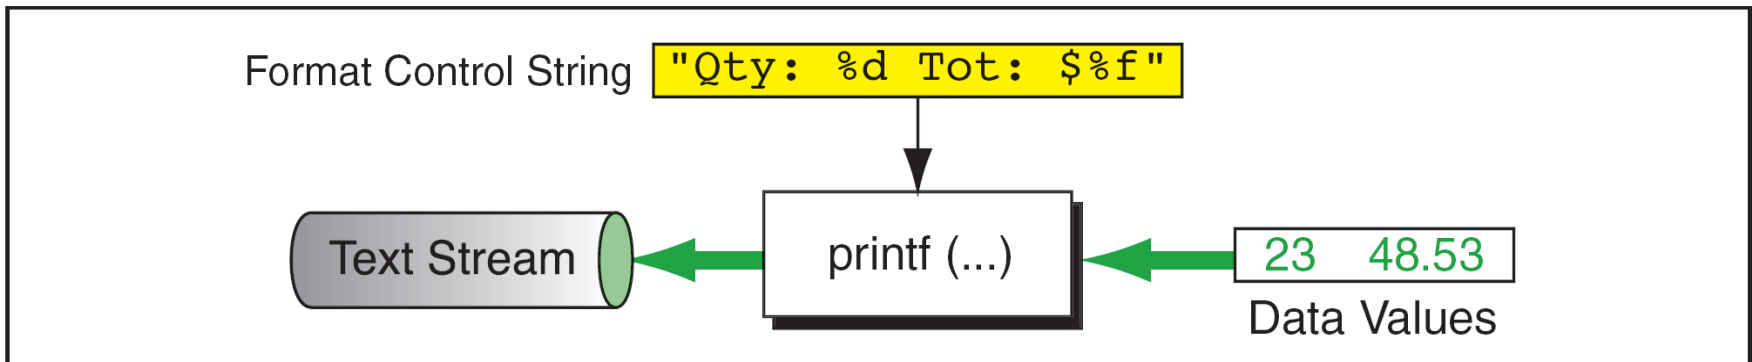 Format Control String "Qty: %d Tot: $%f"
Text Stream
printf (...)
23 48.53
Data Values